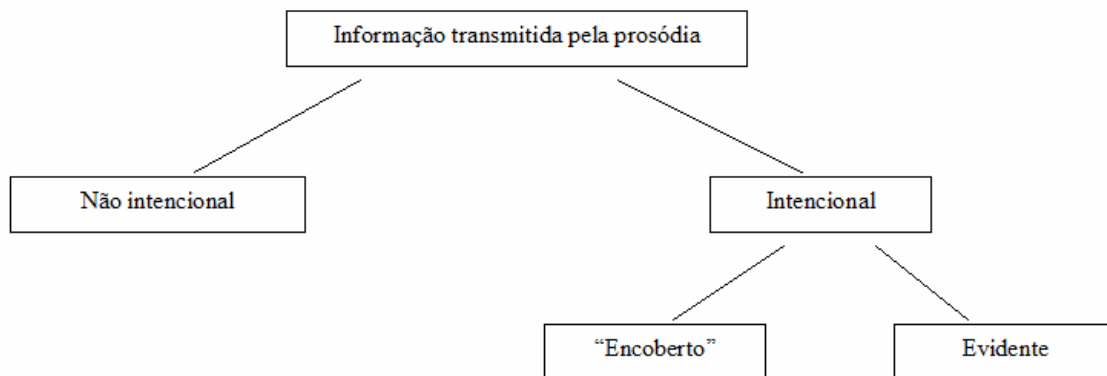 Informação transmitida pela prosódia
Não intencional
Intencional
“Encoberto”
Evidente